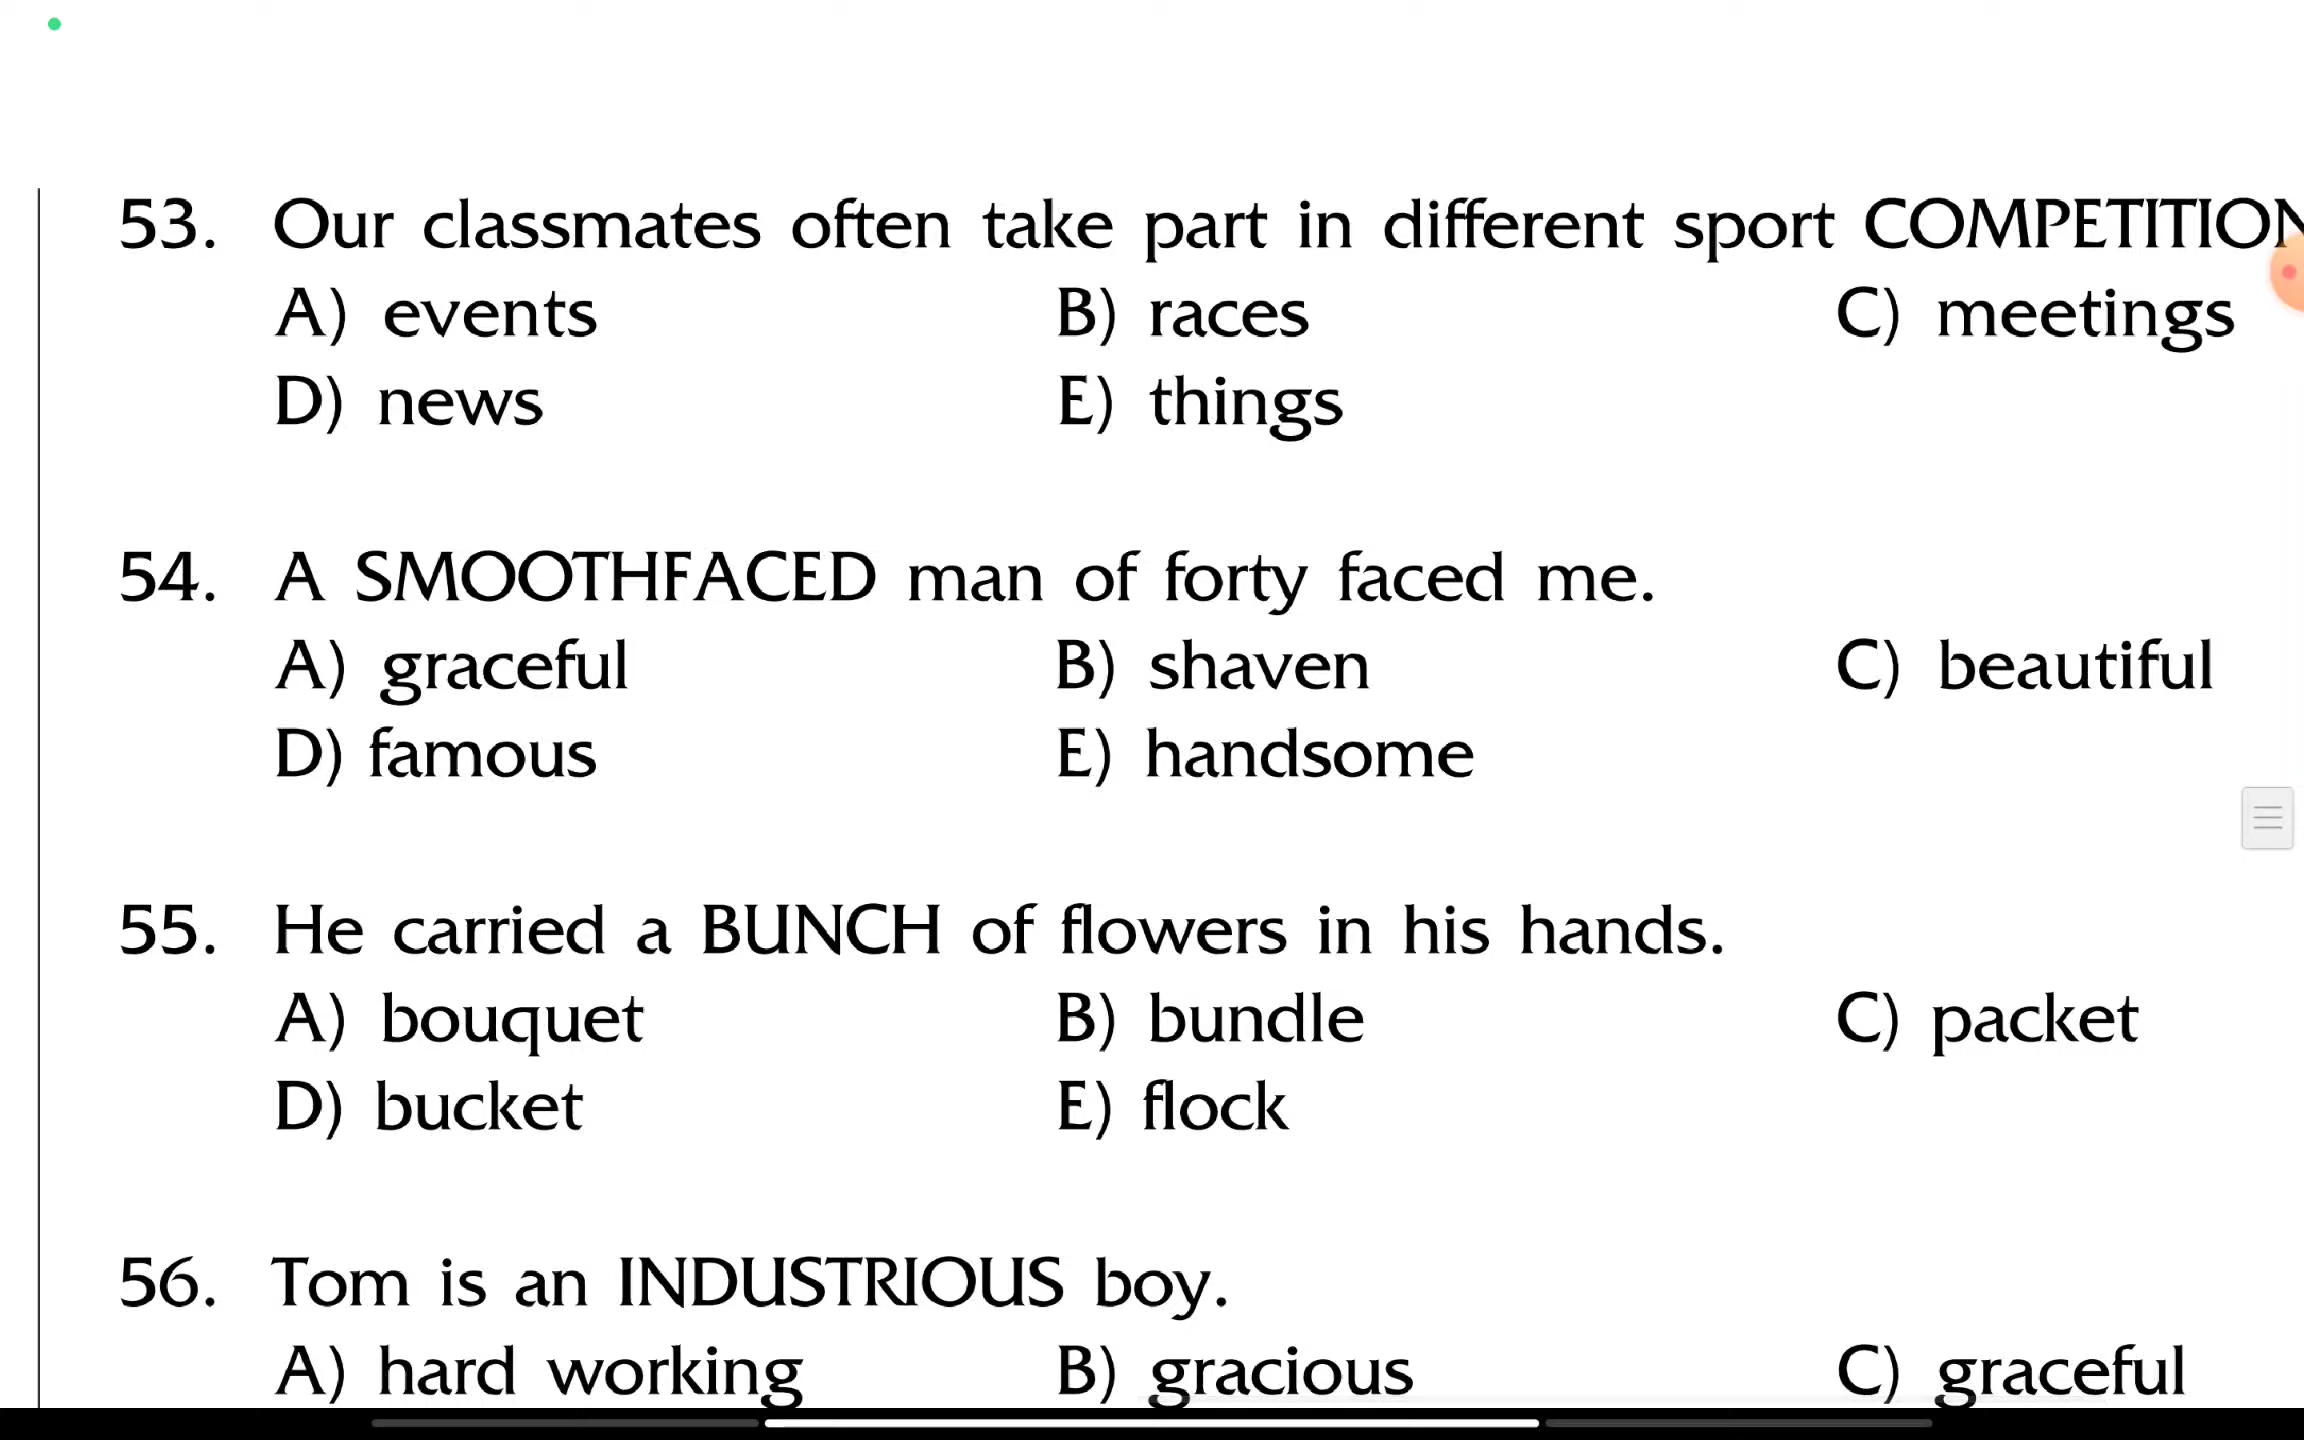 53. Our classmates often take part in different sport COMPETITION
A) events B) races C) meetings
D) news E) things
54. A SMOOTHFACED man of forty faced me.
A) graceful B) shaven C) beautiful
D) famous E) handsome
55. He carried a BUNCH of flowers in his hands.
A) bouquet B) bundle C) packet
D) bucket E) flock
56. Tom is an INDUSTRIOUS boy.
A) hard working B) gracious C) graceful